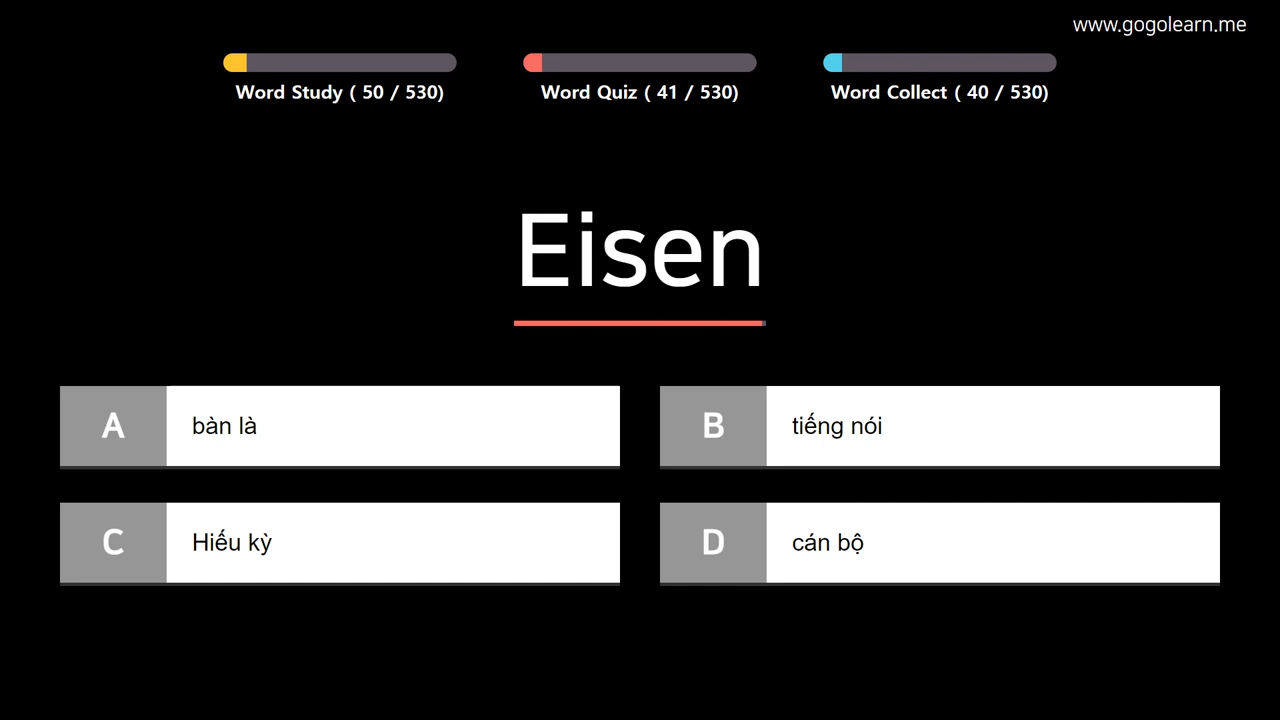 www.gogolearn.me
Word Study ( 50 / 530)
Word Quiz ( 41 / 530)
Word Collect ( 40 / 530)
Eisen
A bàn là
B tiếng nói
C Hiếu kỳ
D cán bộ